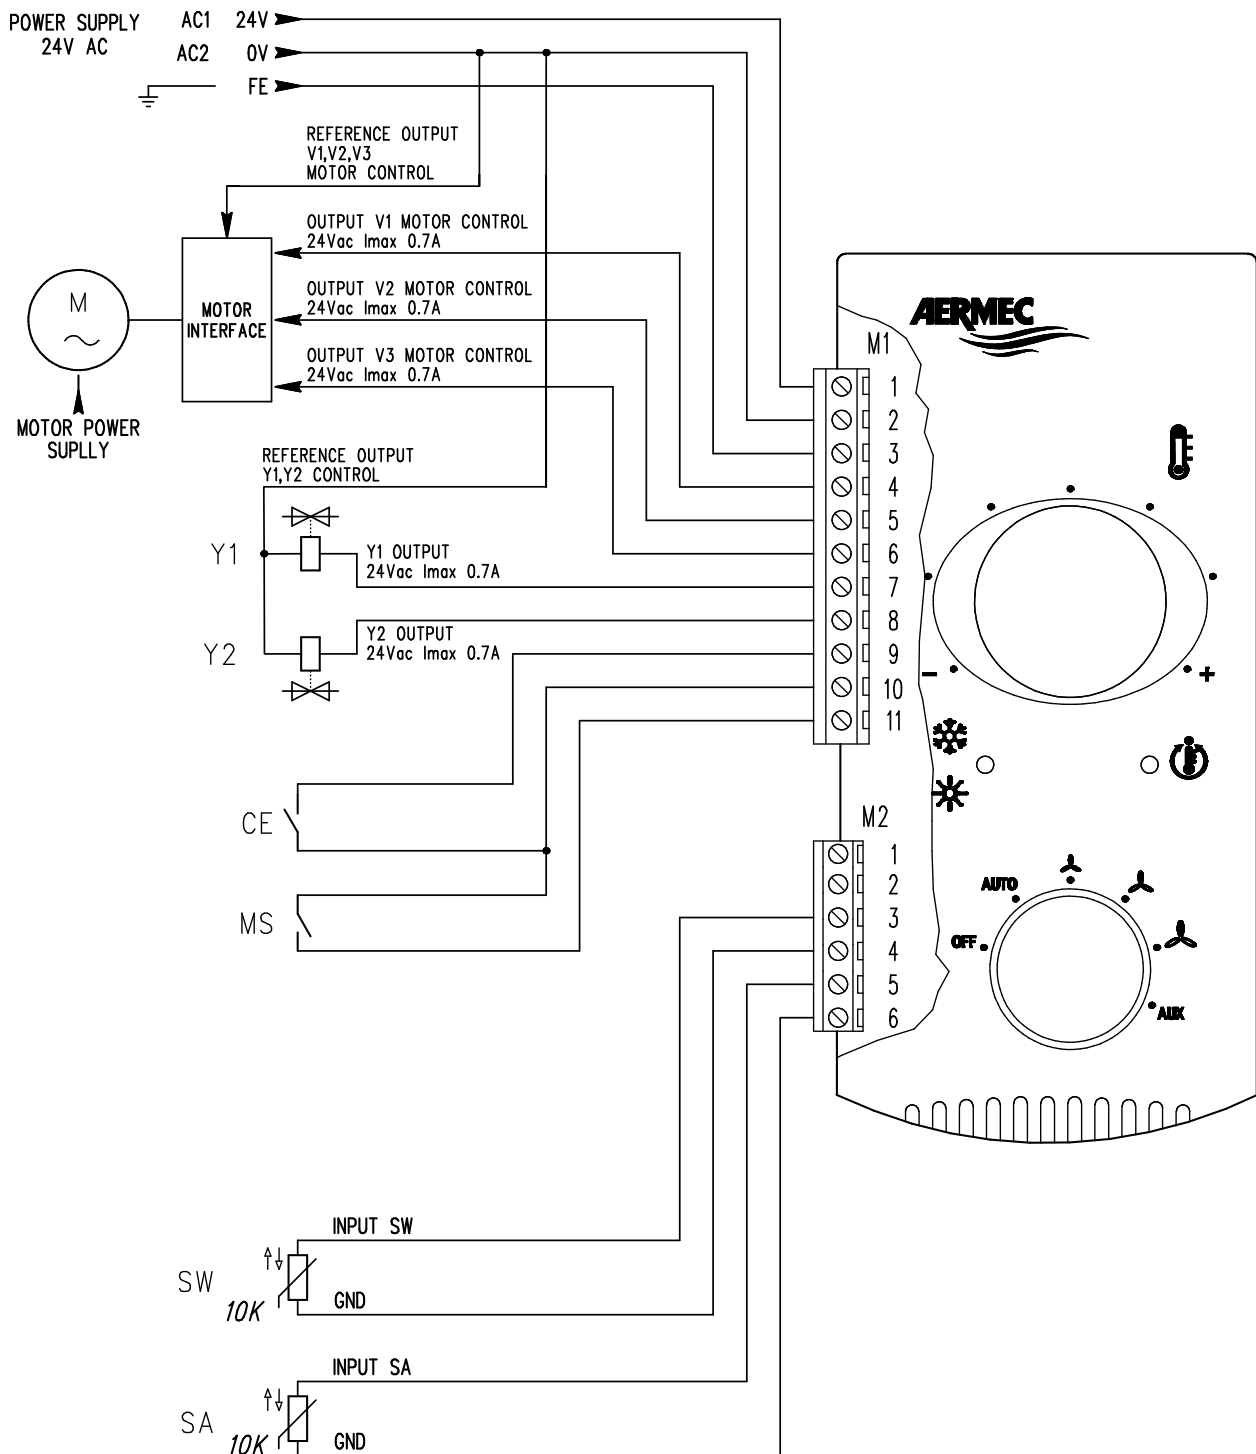 POWER SUPPLY
24V AC
AC1 24V
AC2 0V
FE
REFERENCE OUTPUT
V1,V2,V3
MOTOR CONTROL
OUTPUT V1 MOTOR CONTROL
24Vac Imax 0.7A
OUTPUT V2 MOTOR CONTROL
24Vac Imax 0.7A
OUTPUT V3 MOTOR CONTROL
24Vac Imax 0.7A
M
MOTOR
INTERFACE
MOTOR POWER
SUPLLY
REFERENCE OUTPUT
Y1,Y2 CONTROL
Y1
Y1 OUTPUT
24Vac Imax 0.7A
Y2
Y2 OUTPUT
24Vac Imax 0.7A
CE
MS
AERMEC
M1
1
2
3
4
5
6
7
8
9
10
11
- +
M2
1
2
3
4
5
6
AUTO
OFF
AUX
INPUT SW
SW
10K
GND
INPUT SA
SA
10K
GND